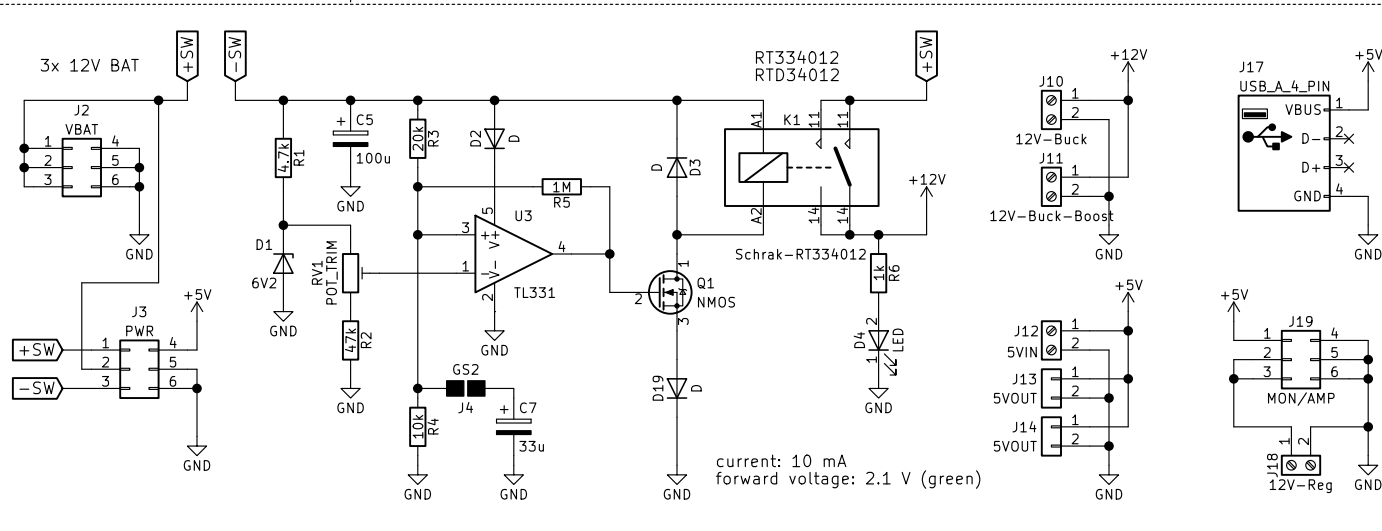 3x 12V BAT
+SW
-SW
RT334012
RTD34012
+SW
J2
VBAT
1 4
2 5
3 6
GND
4.7k
R1
+ C5
100u
GND
20k
R3
D2
D
1M
R5
D
D3
K1
A1
11
11
A2
14
14
Schrak-RT334012
+12V
D1
6V2
GND
RV1
POT_TRIM
47k
R2
GND
U3
5
3
+
V+
1
-
V-
2
4
TL331
GND
1
2
3
Q1
NMOS
1k
R6
2
D4
LED
1
GND
J3
PWR
+5V
+SW
-SW
1 4
2 5
3 6
GND
GS2
J4
+ C7
33u
GND
10k
R4
GND
D19
D
GND
current: 10 mA
forward voltage: 2.1 V (green)
+12V
J10
1
2
12V-Buck
J11
1
2
12V-Buck-Boost
GND
+5V
J12
1
2
5VIN
J13
1
2
5VOUT
J14
1
2
5VOUT
GND
+5V
J17
USB_A_4_PIN
VBUS 1
D- 2
D+ 3
GND 4
GND
+5V
J19
1 4
2 5
3 6
MON/AMP
1
2
J18
12V-Reg
GND